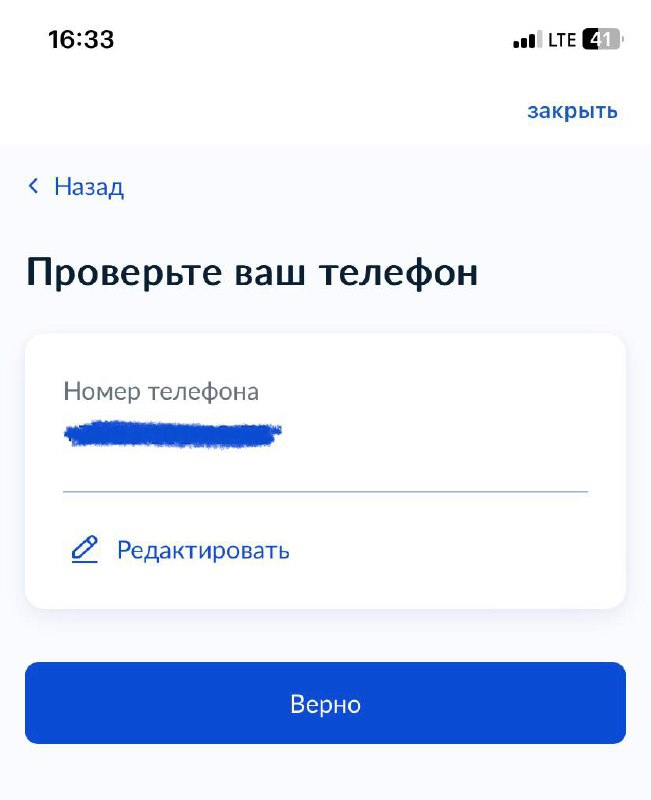 16:33 LTE 41
закрыть
Назад
Проверьте ваш телефон
Номер телефона
Редактировать
Верно